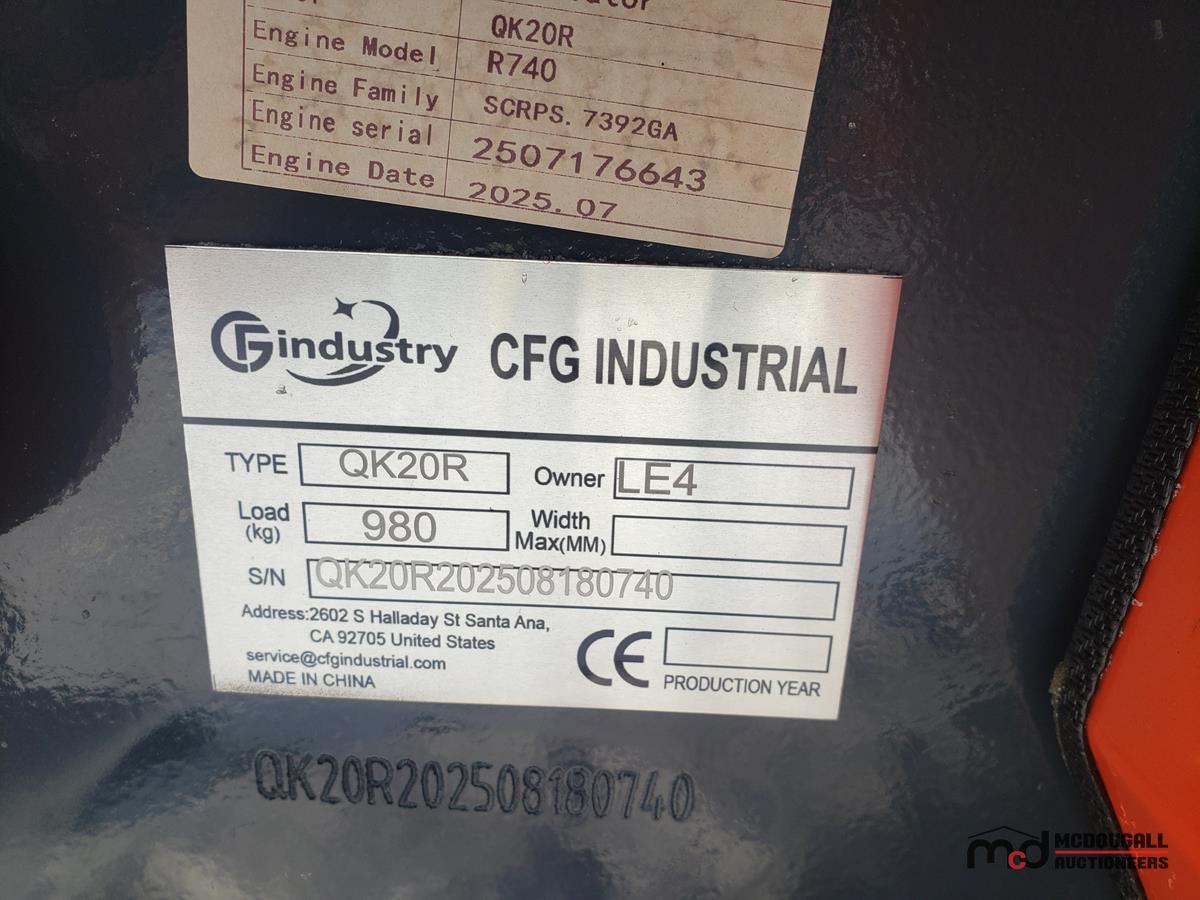 QK20R
Engine Model R740
Engine Family SCRPS. 7392GA
Engine serial 2507176643
Engine Date 2025.07
CFGindustry CFG INDUSTRIAL
TYPE QK20R Owner LE4
Load (kg) 980 Width Max(MM)
S/N QK20R202508180740
Address:2602 S Halladay St Santa Ana,
CA 92705 United States
service@cfgindustrial.com
MADE IN CHINA
CE PRODUCTION YEAR
QK20R202508180740
mcd MCDOUGALL
AUCTIONEERS